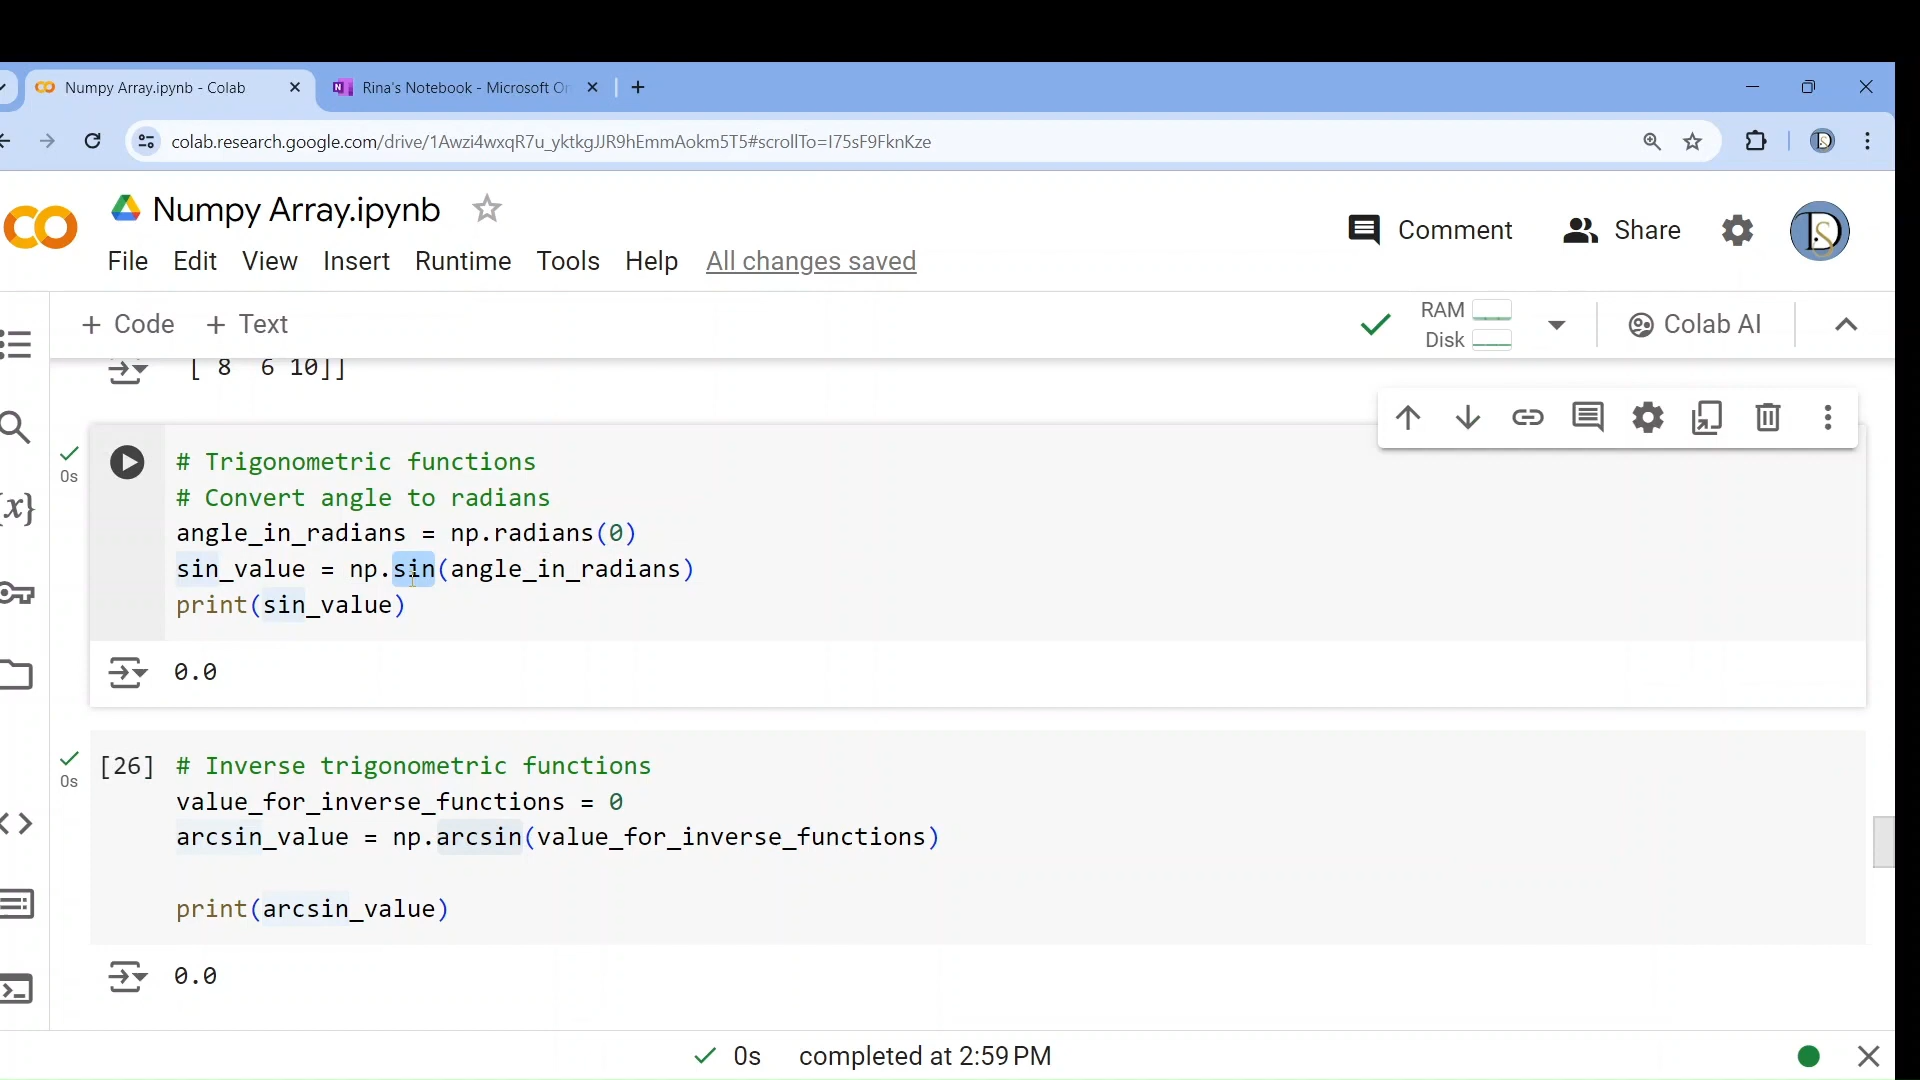 Numpy Array.ipynb - Colab
Rina's Notebook - Microsoft On
colab.research.google.com/drive/1Awzi4wxqR7u_yktkgJJR9hEmmAokm5T5#scrollTo=I75sF9FknKze
Numpy Array.ipynb
Comment
Share
File Edit View Insert Runtime Tools Help All changes saved
+ Code + Text
RAM
Disk
Colab AI
[ 8  6 10]]
0s
# Trigonometric functions
# Convert angle to radians
angle_in_radians = np.radians(0)
sin_value = np.sin(angle_in_radians)
print(sin_value)
{x}
0.0
0s
[26] # Inverse trigonometric functions
value_for_inverse_functions = 0
arcsin_value = np.arcsin(value_for_inverse_functions)
print(arcsin_value)
0.0
0s completed at 2:59 PM